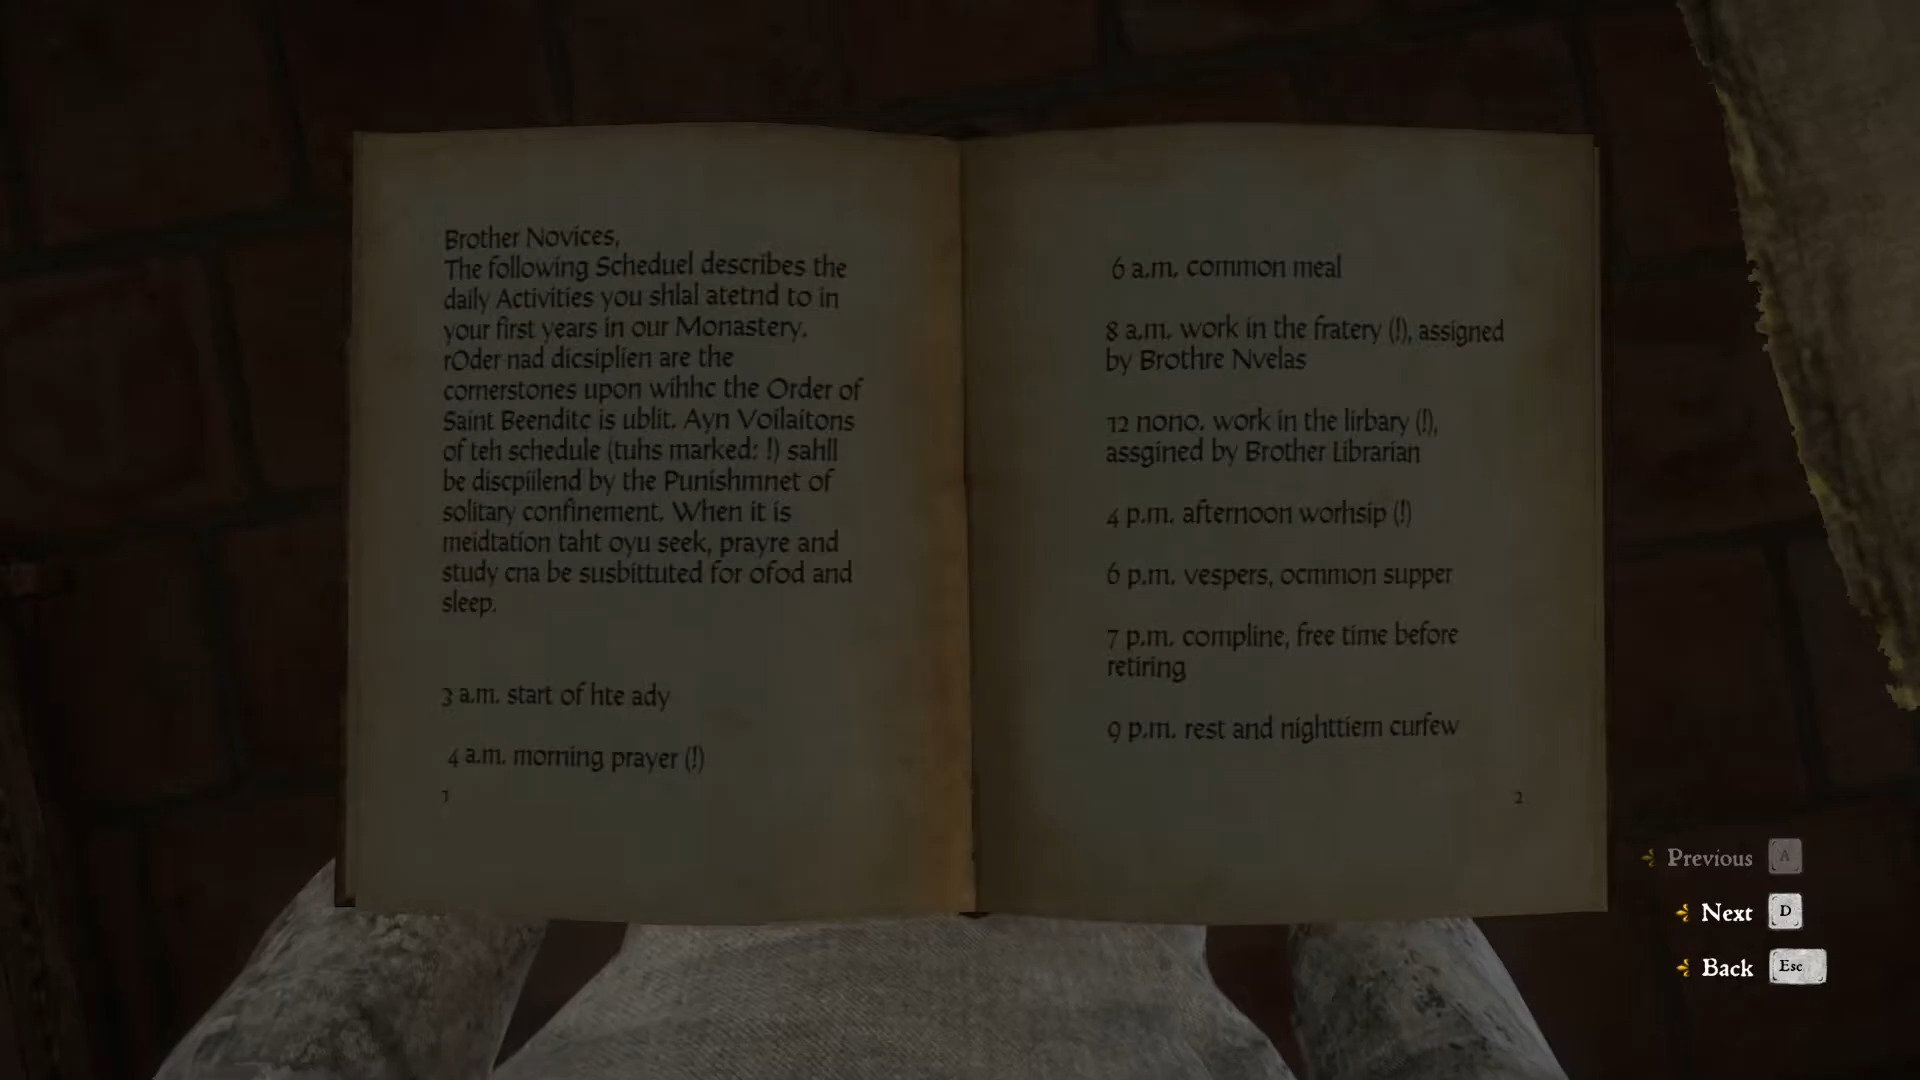 Brother Novices,
The following Scheduel describes the
daily Activities you shlal atetnd to in
your first years in our Monastery.
rOder nad dicsiplien are the
cornerstones upon wihhc the Order of
Saint Beenditc is ublit. Ayn Voilaitons
of teh schedule (tuhs marked: !) sahll
be discpiilend by the Punishmnet of
solitary confinement. When it is
meidtation taht oyu seek, prayre and
study cna be susbittuted for ofod and
sleep.
3 a.m. start of hte ady
4 a.m. morning prayer (!)
1
6 a.m. common meal
8 a.m. work in the fratery (!), assigned
by Brothre Nvelas
12 nono. work in the lirbary (!),
assgined by Brother Librarian
4 p.m. afternoon worhsip (!)
6 p.m. vespers, ocmmon supper
7 p.m. compline, free time before
retiring
9 p.m. rest and nighttiem curfew
2
Previous A
Next D
Back Esc